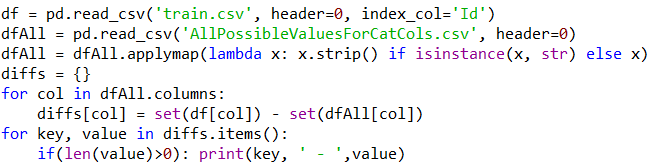 df = pd.read_csv('train.csv', header=0, index_col='Id')
dfAll = pd.read_csv('AllPossibleValuesForCatCols.csv', header=0)
dfAll = dfAll.applymap(lambda x: x.strip() if isinstance(x, str) else x)
diffs = {}
for col in dfAll.columns:
    diffs[col] = set(df[col]) - set(dfAll[col])
for key, value in diffs.items():
    if(len(value)>0): print(key, ' - ',value)